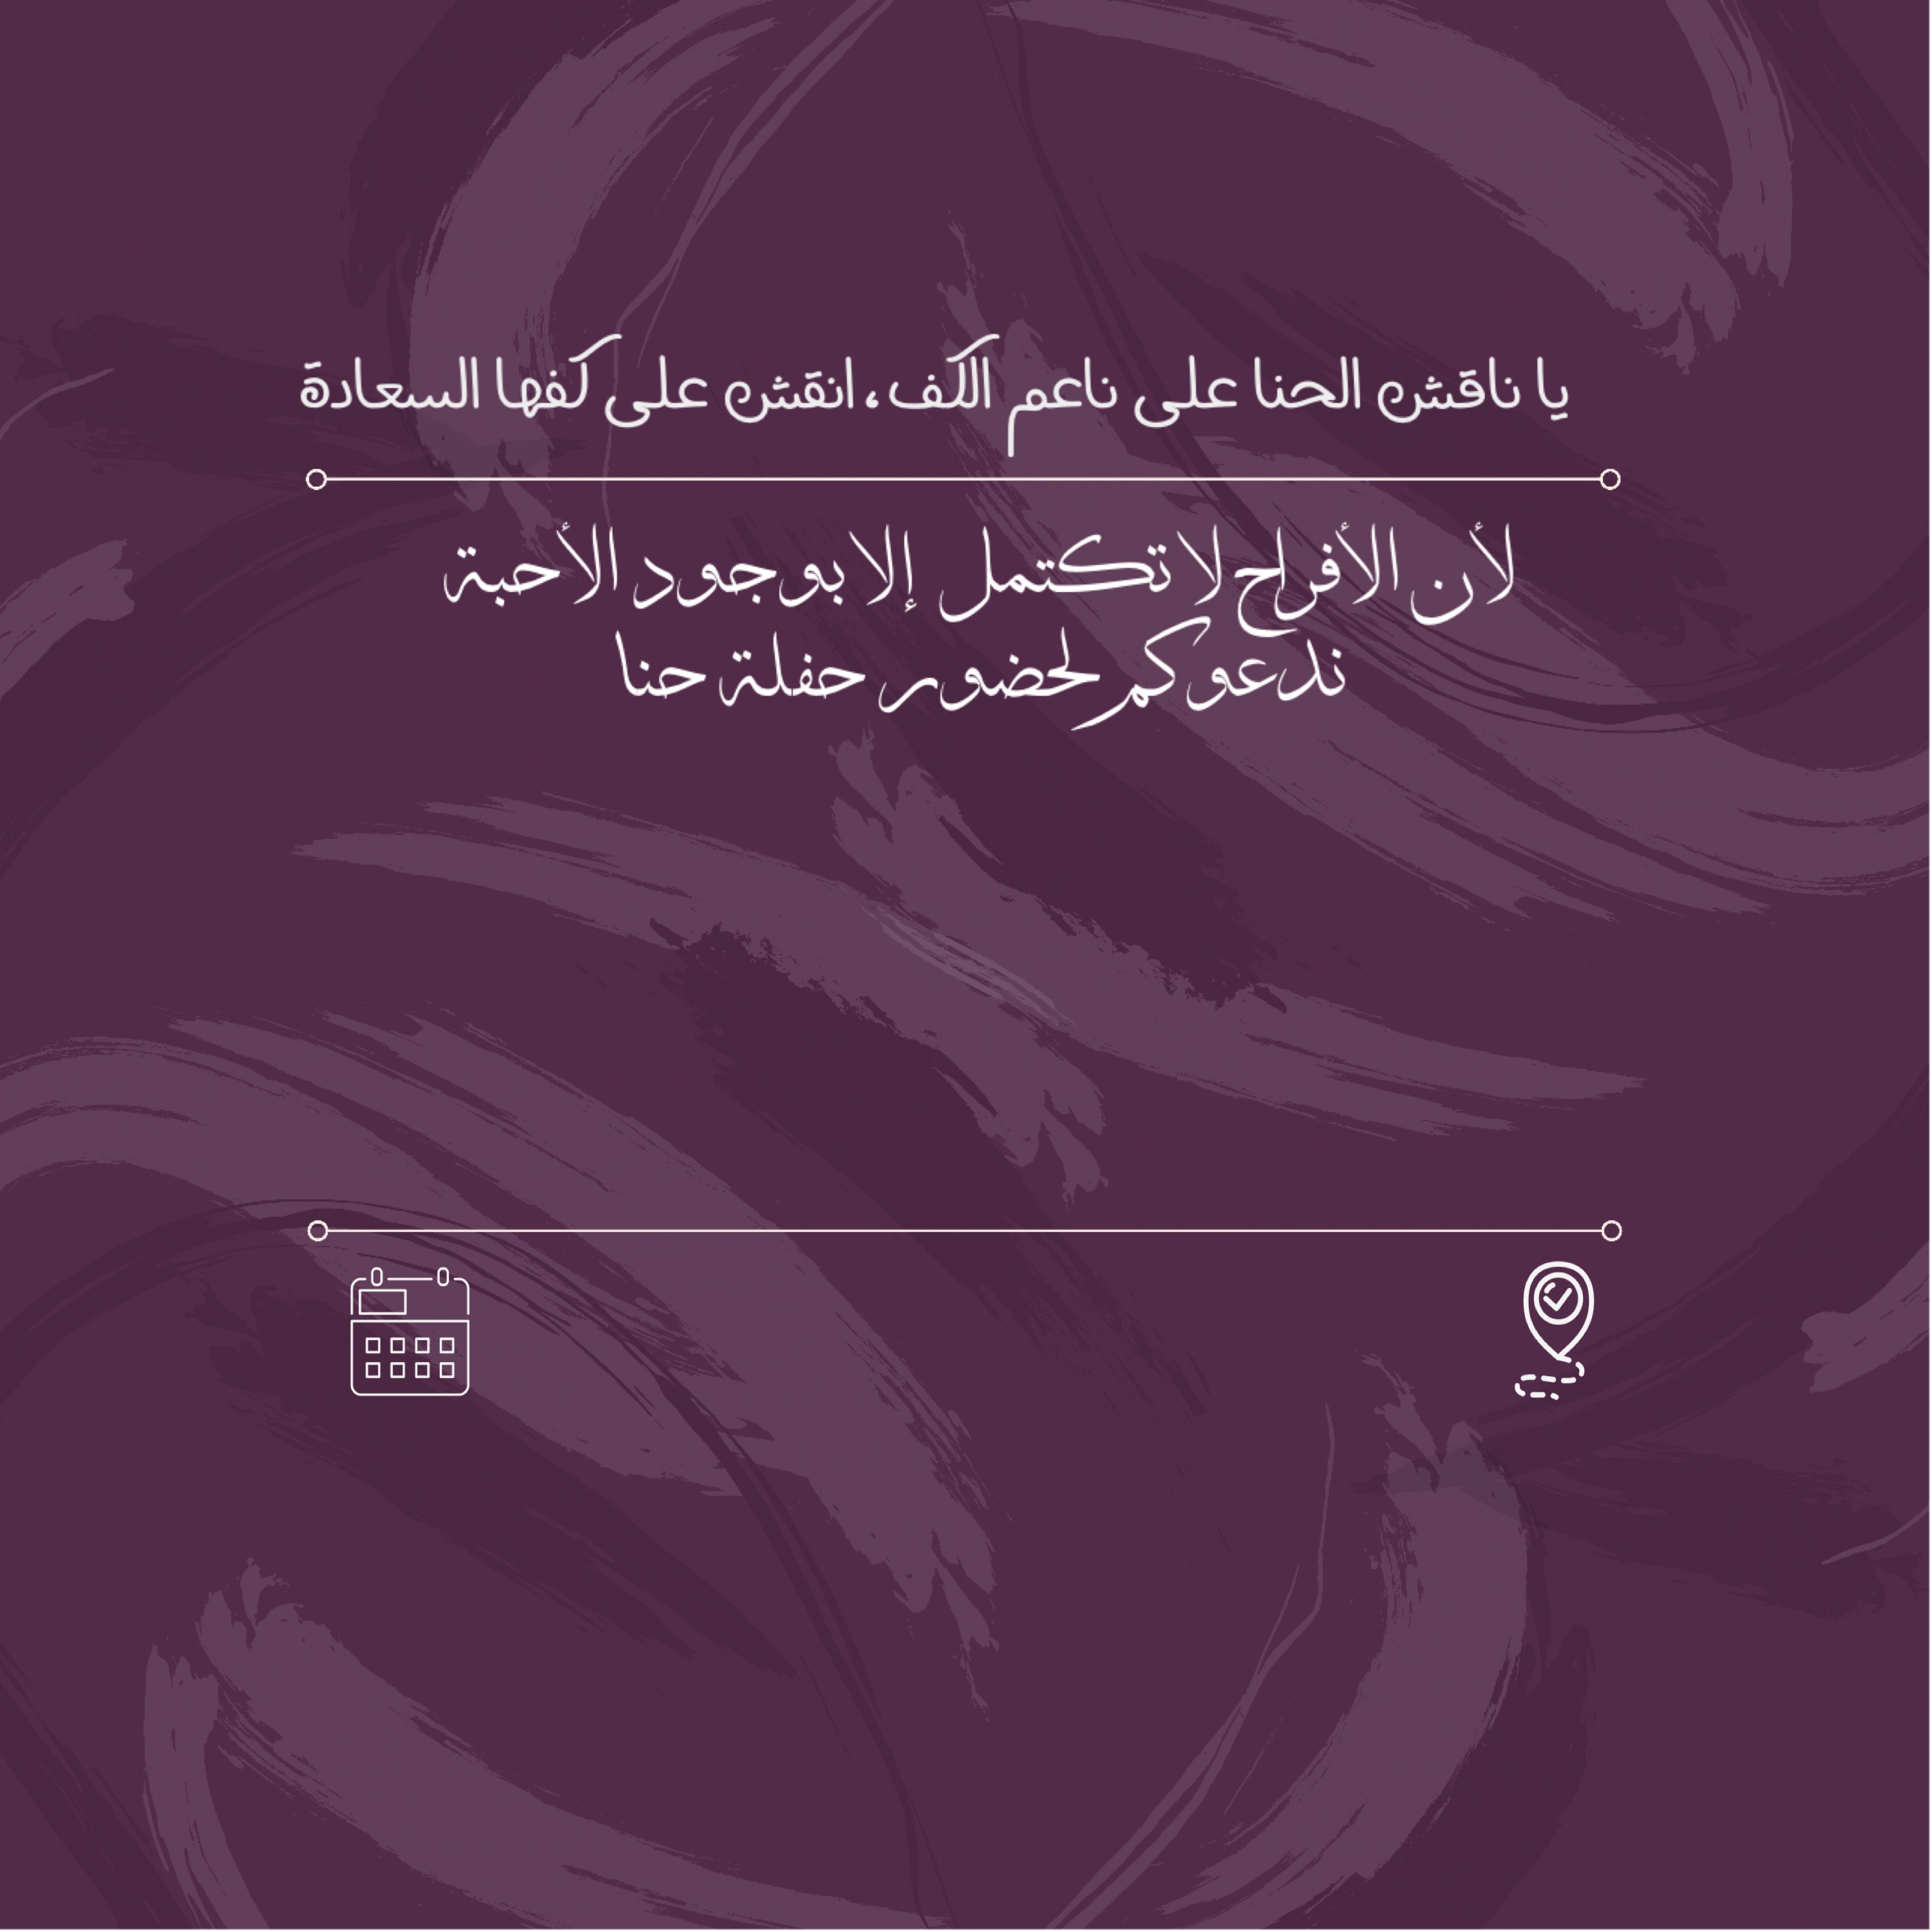 يا ناقش الحنا على ناعم الكف، انقش على كفها السعادة
لأن الأفراح لا تكتمل إلا بوجود الأحبة
ندعوكم لحضور حفلة حنا